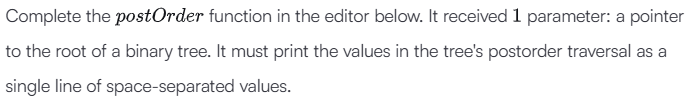 Complete the postOrder function in the editor below. It received 1 parameter: a pointer
to the root of a binary tree. It must print the values in the tree's postorder traversal as a
single line of space-separated values.